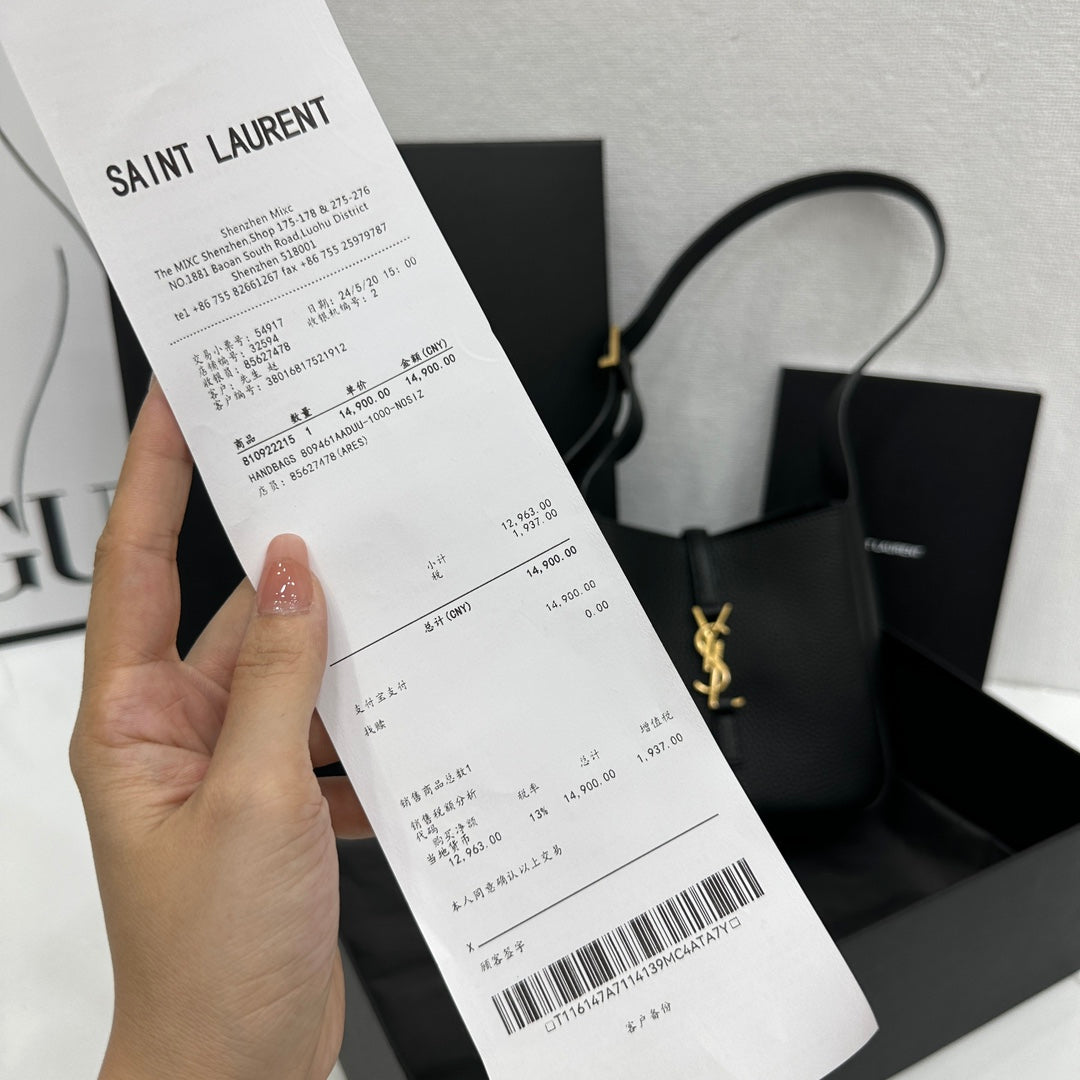 SAINT LAURENT
Shenzhen Mixc
The MIXC Shenzhen,Shop 175-178 & 275-276
NO.1881 Baoan South Road,Luohu District
Shenzhen 518001
tel +86 755 82661267 fax +86 755 25979787
交易小票号: 54917 日期: 24/5/20 15: 00
店铺编号: 32594 收银机编号: 2
收银员: 85627478
客户: 先生 赵
客户编号: 38016817521912
商品 数量 单价 金额(CNY)
810922215 1 14,900.00 14,900.00
HANDBAGS 809461AADUU-1000-NOSIZ
店员: 85627478(ARES)
小计 12,963.00
税 1,937.00
总计(CNY) 14,900.00
支付宝支付 14,900.00
找赎 0.00
销售商品总数1
销售税额分析
代码 购买净额 税率 总计 增值税
当地货币
12,963.00 13% 14,900.00 1,937.00
本人同意确认以上交易
X
顾客签字
□T116147A7114139MC4ATA7Y□
客户备份
GU
E LAURENT
YSL